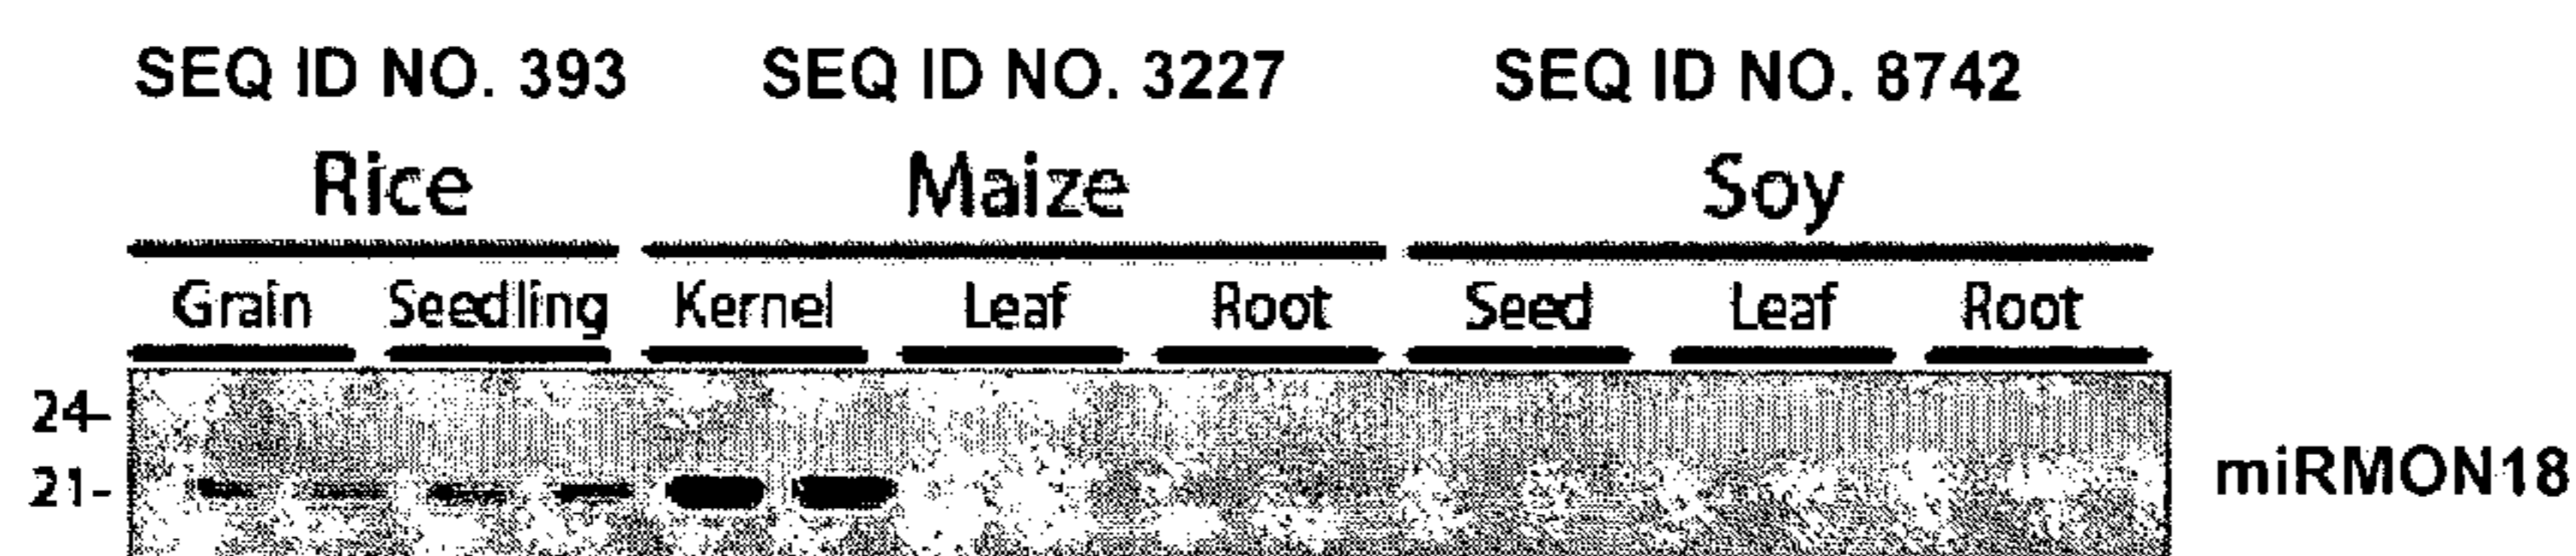 SEQ ID NO. 393 SEQ ID NO. 3227 SEQ ID NO. 8742
Rice Maize Soy
Grain Seedling Kernel Leaf Root Seed Leaf Root
24-
21-
miRMON18